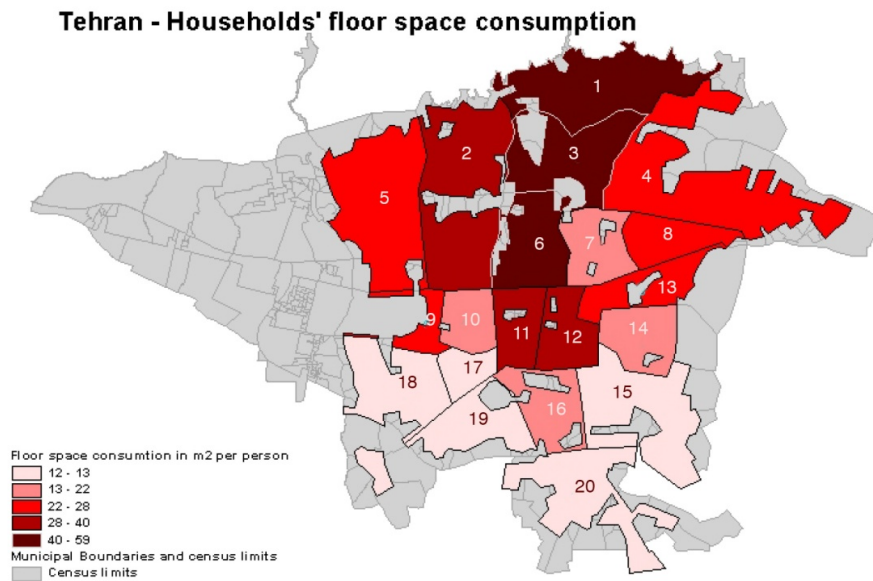 Tehran - Households' floor space consumption
1
2
3
4
5
6
7
8
9
10
11
12
13
14
15
16
17
18
19
20
Floor space consumtion in m2 per person
12 - 13
13 - 22
22 - 28
28 - 40
40 - 59
Municipal Boundaries and census limits
Census limits